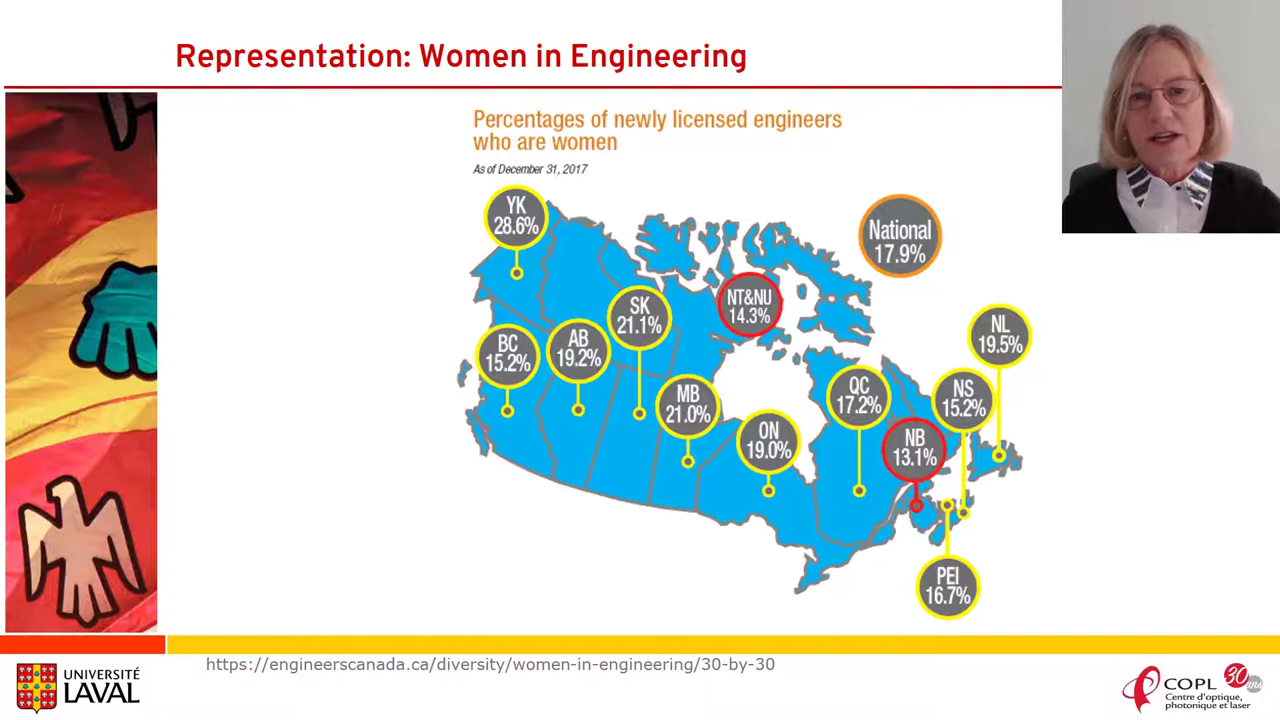 Representation: Women in Engineering
Percentages of newly licensed engineers
who are women
As of December 31, 2017
YK
28.6%
National
17.9%
NT&NU
14.3%
SK
21.1%
NL
19.5%
BC
15.2%
AB
19.2%
MB
21.0%
QC
17.2%
NS
15.2%
ON
19.0%
NB
13.1%
PEI
16.7%
https://engineerscanada.ca/diversity/women-in-engineering/30-by-30
UNIVERSITÉ
LAVAL
COPL
30ans
Centre d'optique,
photonique et laser